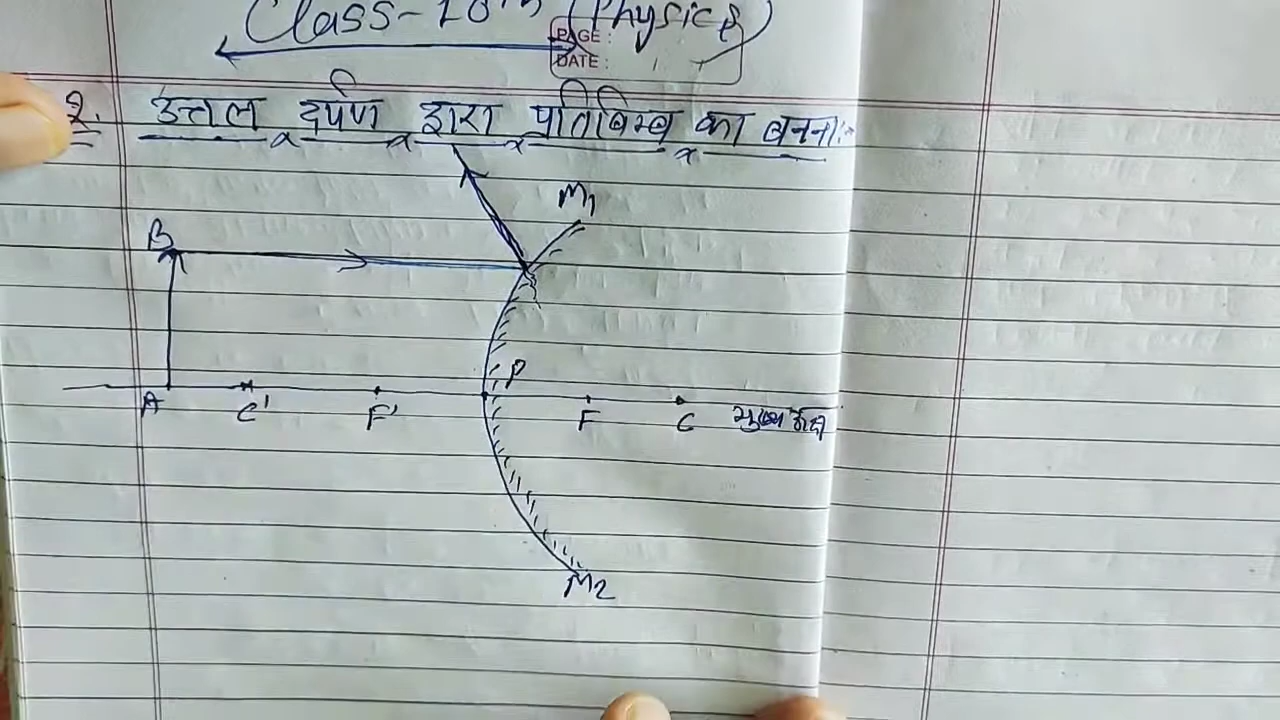 Class-10th (Physics)
PAGE :
DATE :
2. उत्तल दर्पण द्वारा प्रतिबिम्ब का बनना:-
M1
B
P
A C' F' F C मुख्य अक्ष
M2